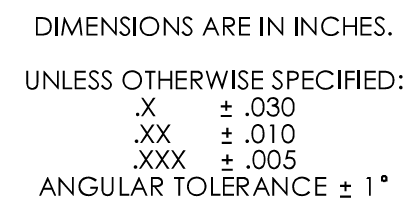 DIMENSIONS ARE IN INCHES.
UNLESS OTHERWISE SPECIFIED:
.X ± .030
.XX ± .010
.XXX ± .005
ANGULAR TOLERANCE ± 1°